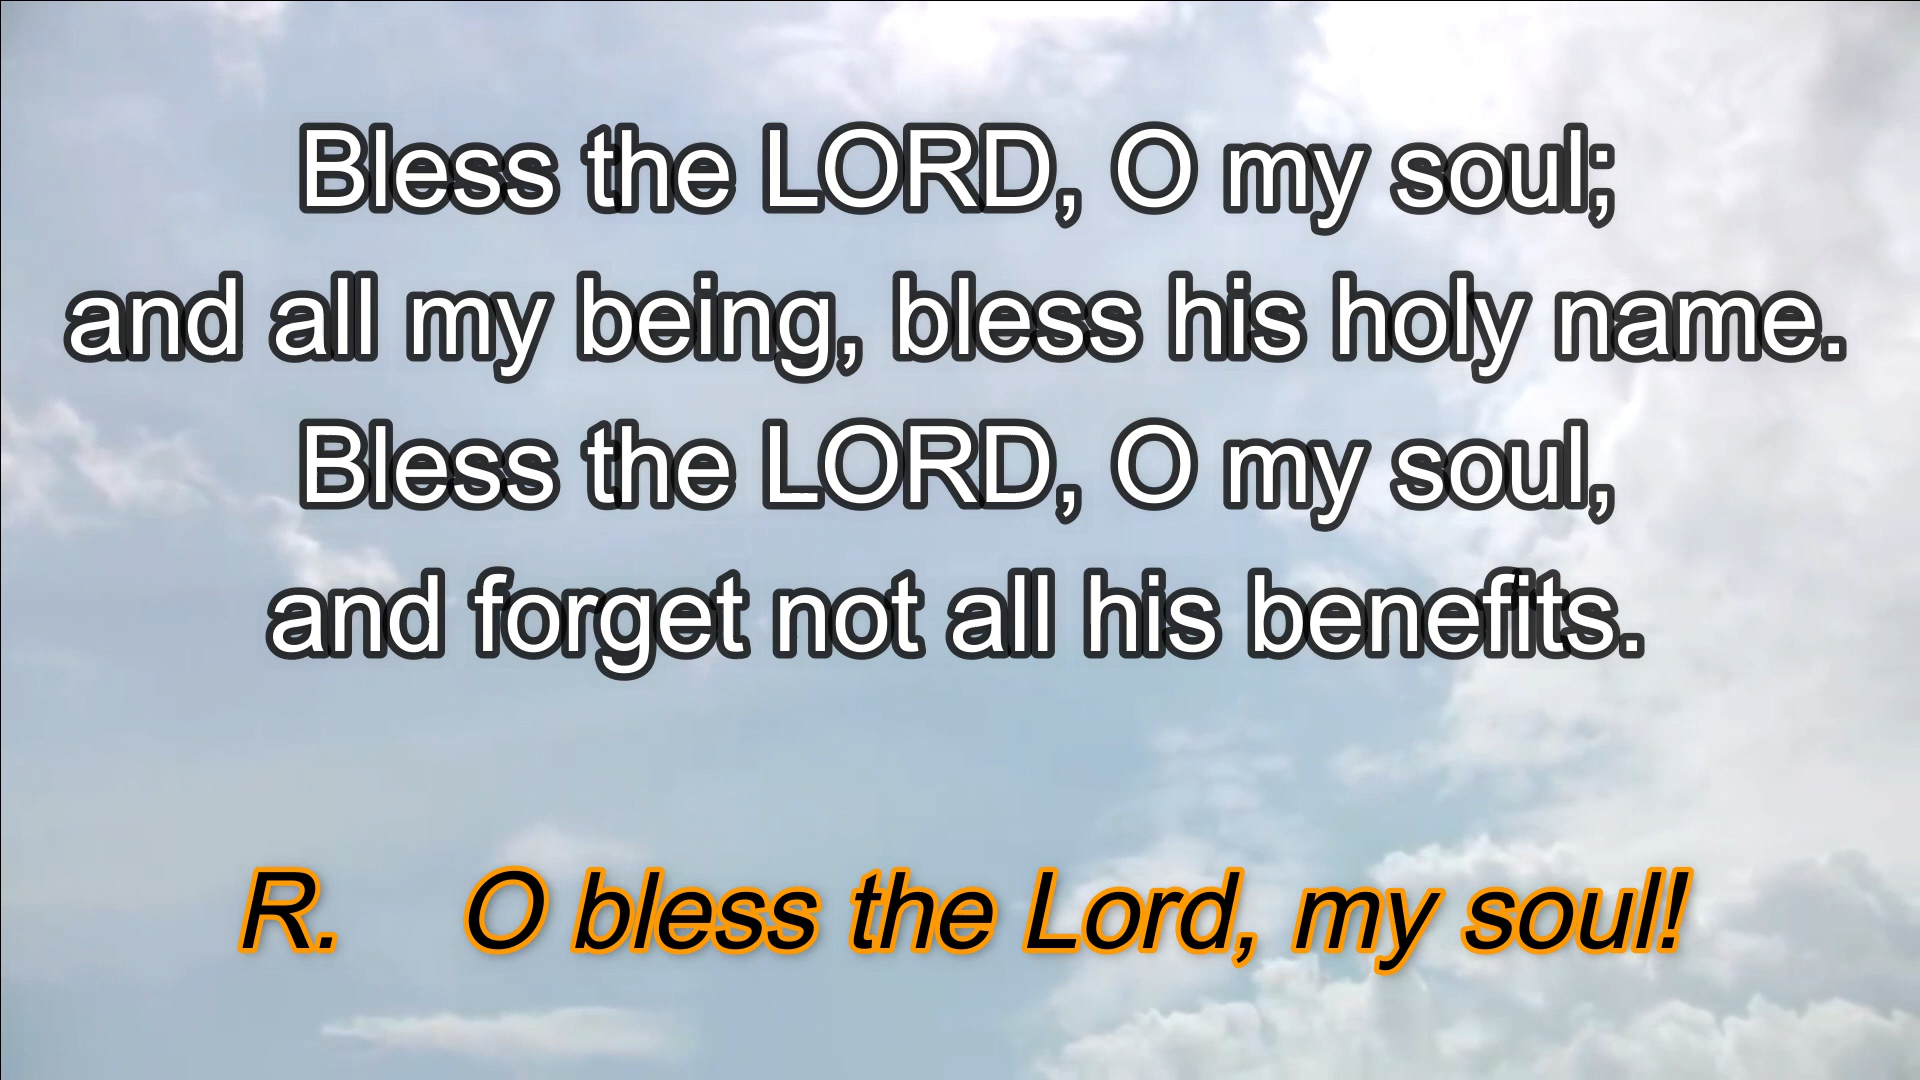 Bless the LORD, O my soul;
and all my being, bless his holy name.
Bless the LORD, O my soul,
and forget not all his benefits.
R. O bless the Lord, my soul!